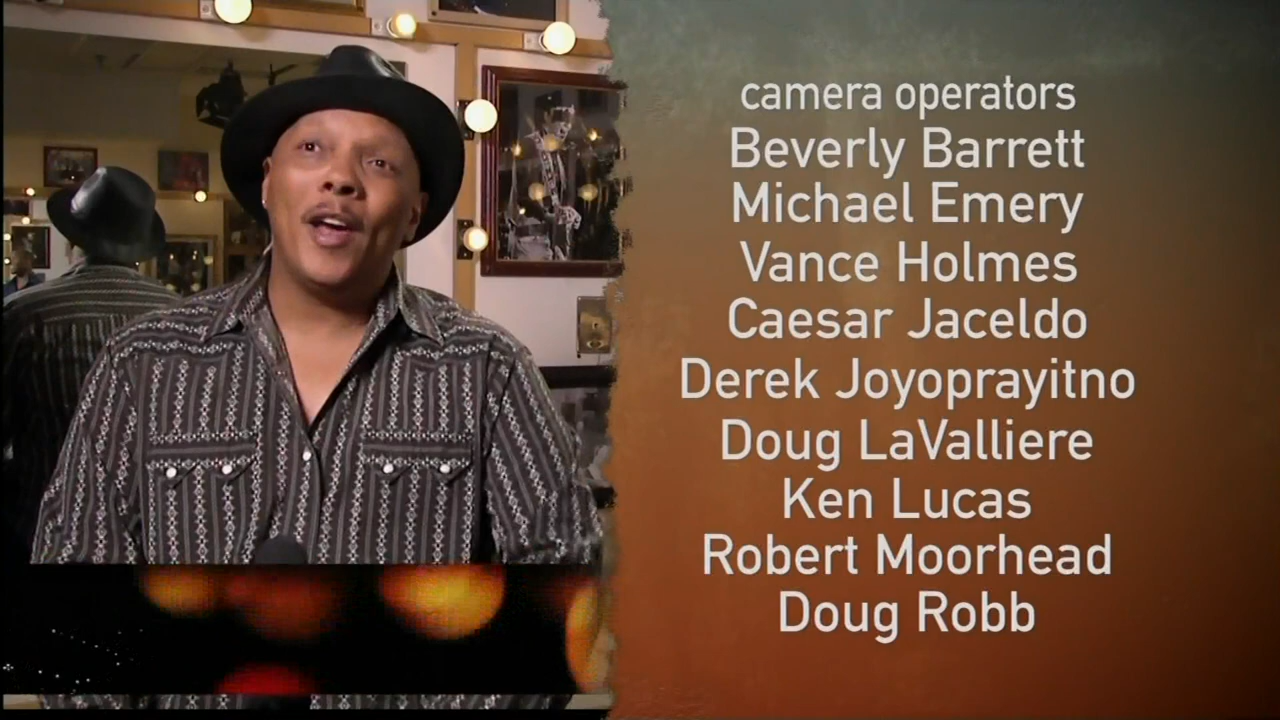 camera operators
Beverly Barrett
Michael Emery
Vance Holmes
Caesar Jaceldo
Derek Joyoprayitno
Doug LaValliere
Ken Lucas
Robert Moorhead
Doug Robb